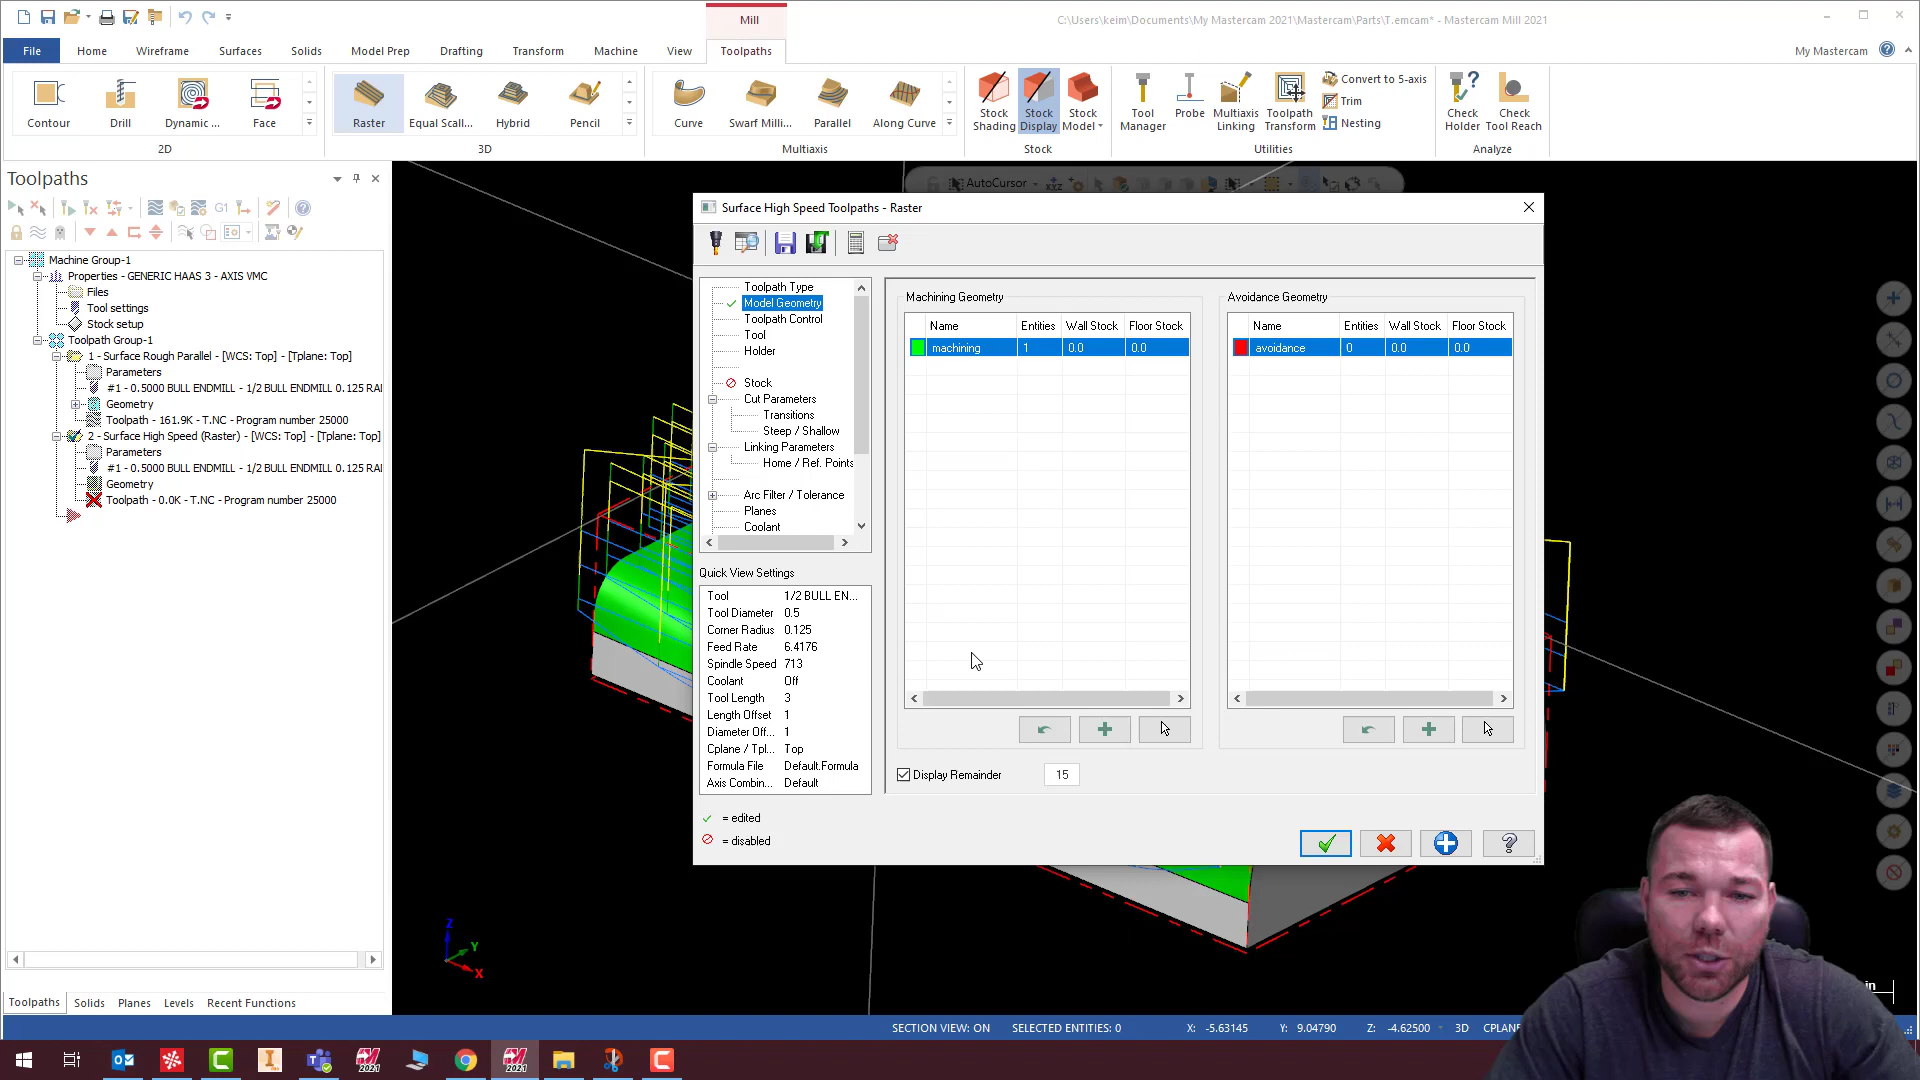 Mill
C:\Users\keim\Documents\My Mastercam 2021\Mastercam\Parts\T.emcam* - Mastercam Mill 2021
File Home Wireframe Surfaces Solids Model Prep Drafting Transform Machine View Toolpaths My Mastercam
Contour Drill Dynamic ... Face
2D
Raster Equal Scall... Hybrid Pencil
3D
Curve Swarf Milli... Parallel Along Curve
Multiaxis
Stock Shading Stock Display Stock Model
Stock
Tool Manager Probe Multiaxis Linking Toolpath Transform Convert to 5-axis
Trim
Nesting
Utilities
Check Holder Check Tool Reach
Analyze
Toolpaths
G1
Machine Group-1
Properties - GENERIC HAAS 3 - AXIS VMC
Files
Tool settings
Stock setup
Toolpath Group-1
1 - Surface Rough Parallel - [WCS: Top] - [Tplane: Top]
Parameters
#1 - 0.5000 BULL ENDMILL - 1/2 BULL ENDMILL 0.125 RA
Geometry
Toolpath - 161.9K - T.NC - Program number 25000
2 - Surface High Speed (Raster) - [WCS: Top] - [Tplane: Top]
Parameters
#1 - 0.5000 BULL ENDMILL - 1/2 BULL ENDMILL 0.125 RA
Geometry
Toolpath - 0.0K - T.NC - Program number 25000
Toolpaths Solids Planes Levels Recent Functions
AutoCursor
Surface High Speed Toolpaths - Raster
Toolpath Type
Model Geometry
Toolpath Control
Tool
Holder
Stock
Cut Parameters
Transitions
Steep / Shallow
Linking Parameters
Home / Ref. Points
Arc Filter / Tolerance
Planes
Coolant
Quick View Settings
Tool 1/2 BULL EN...
Tool Diameter 0.5
Corner Radius 0.125
Feed Rate 6.4176
Spindle Speed 713
Coolant Off
Tool Length 3
Length Offset 1
Diameter Off... 1
Cplane / Tpl... Top
Formula File Default.Formula
Axis Combin... Default
= edited
= disabled
Machining Geometry
Name Entities Wall Stock Floor Stock
machining 1 0.0 0.0
Avoidance Geometry
Name Entities Wall Stock Floor Stock
avoidance 0 0.0 0.0
Display Remainder 15
Z
Y
X
in
SECTION VIEW: ON SELECTED ENTITIES: 0 X: -5.63145 Y: 9.04790 Z: -4.62500 3D CPLANE
2021
2021